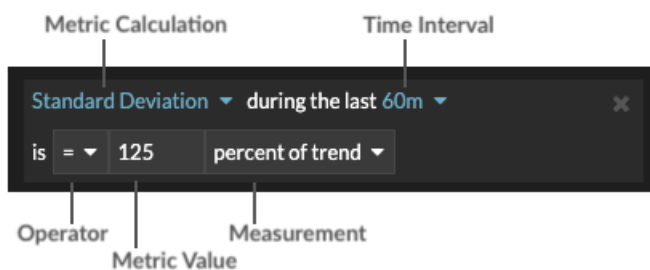 Metric Calculation
Time Interval
Standard Deviation during the last 60m
is = 125 percent of trend
Operator
Measurement
Metric Value